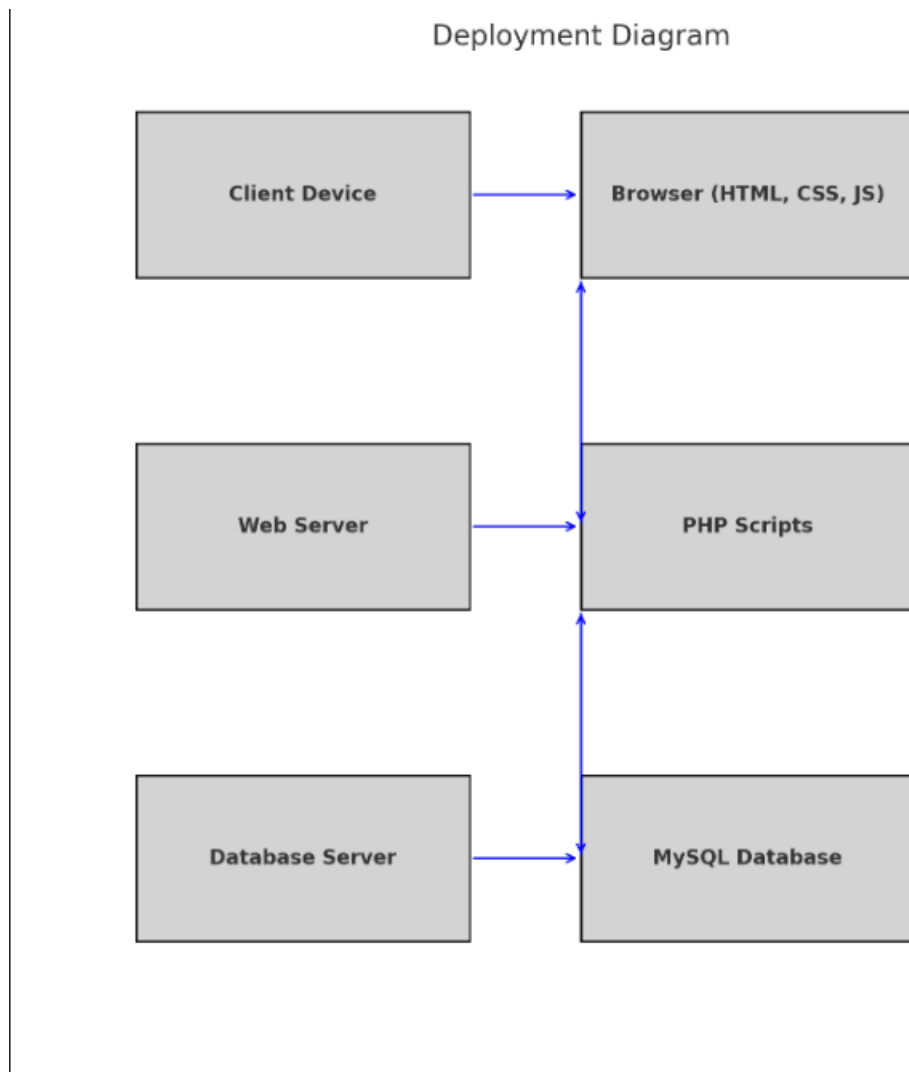 Deployment Diagram
Client Device
Browser (HTML, CSS, JS)
Web Server
PHP Scripts
Database Server
MySQL Database